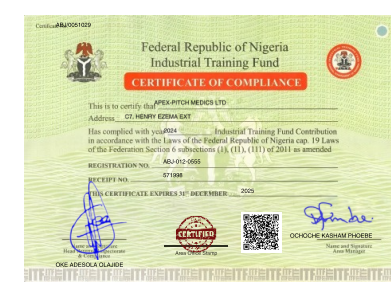 Certificate ABJ/0051029
Federal Republic of Nigeria
Industrial Training Fund
CERTIFICATE OF COMPLIANCE
This is to certify that APEX-PITCH MEDICS LTD
Address C7, HENRY EZEMA EXT
Has complied with year 2024 Industrial Training Fund Contribution
in accordance with the Laws of the Federal Republic of Nigeria cap. 19 Laws
of the Federation Section 6 subsections (1), (11), (111) of 2011 as amended
REGISTRATION NO. ABJ-012-0555
RECEIPT NO. 571998
THIS CERTIFICATE EXPIRES 31ST DECEMBER 2025
CERTIFIED
Area Office Stamp
Name and Signature
& Compliance
OKE ADESOLA OLAJIDE
OCHOCHE KASHAM PHOEBE
Name and Signature
Area Manager